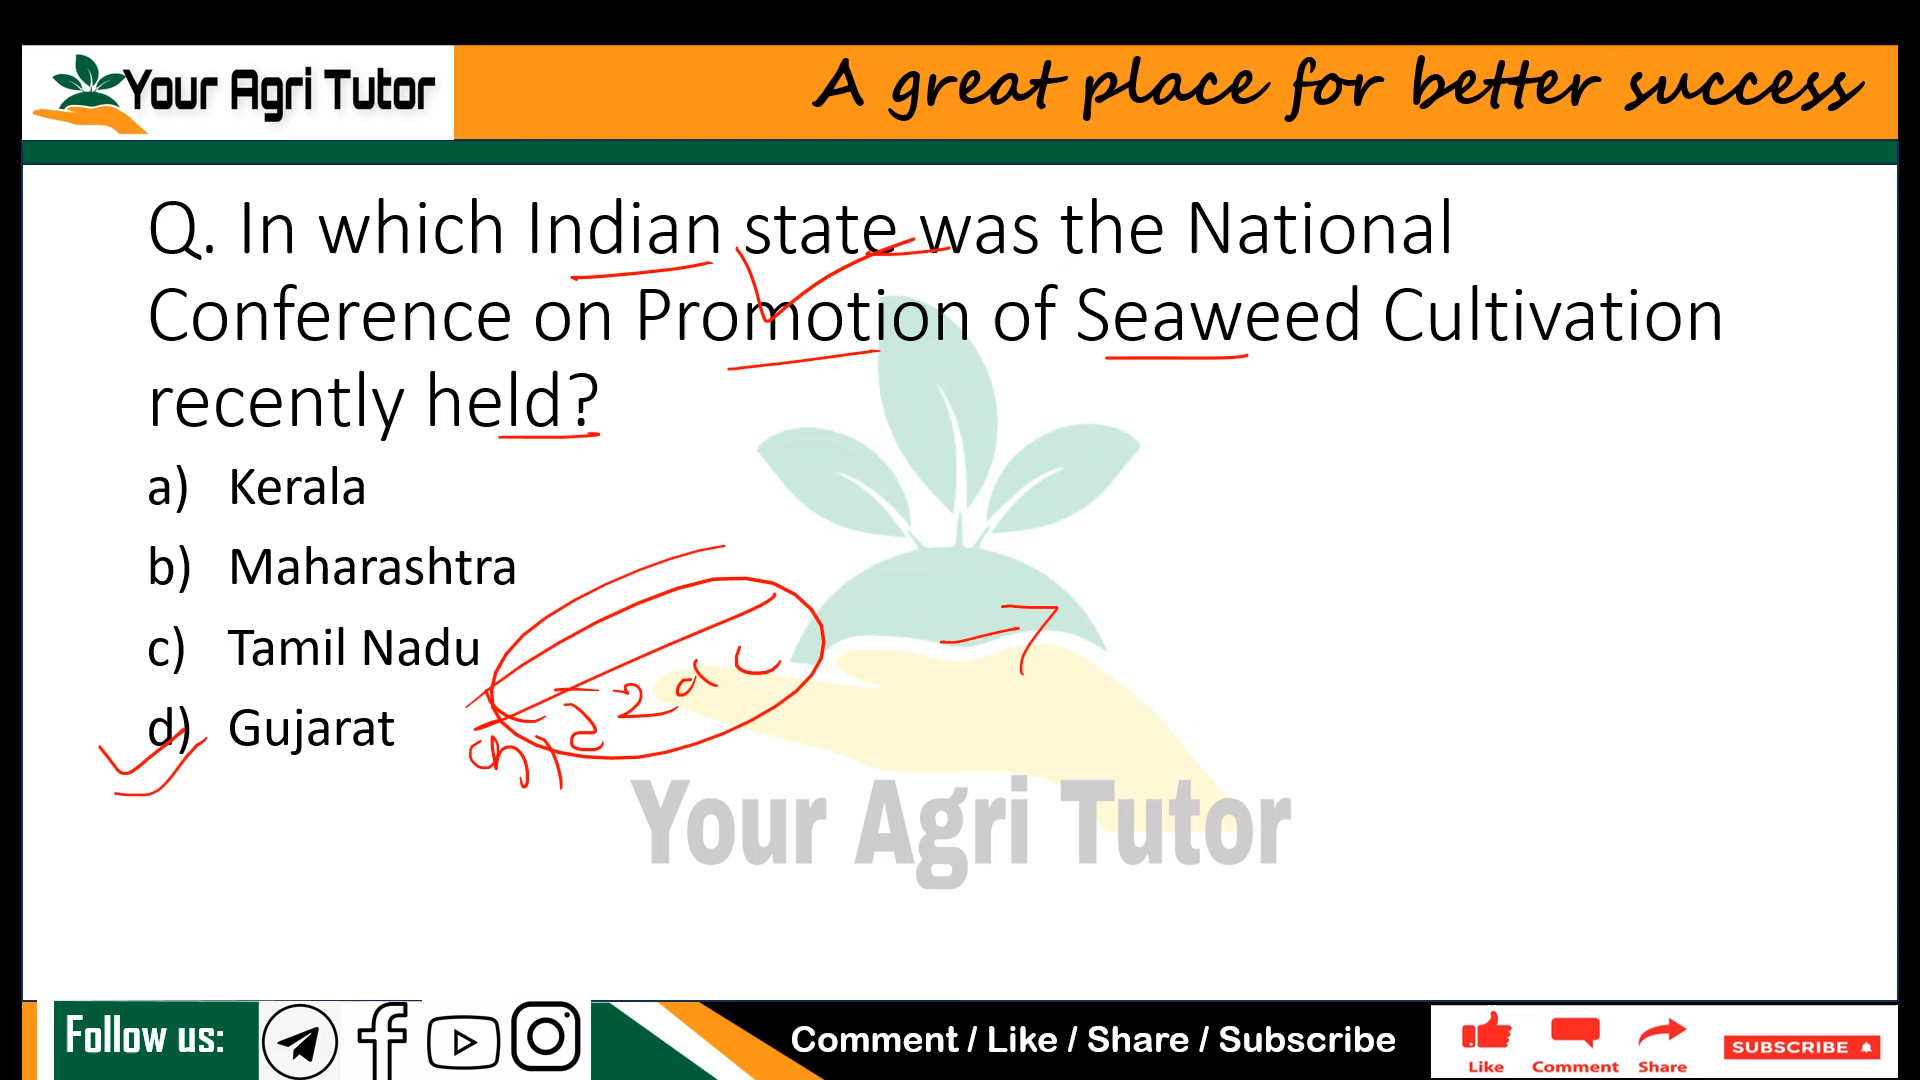 Your Agri Tutor
A great place for better success
Q. In which Indian state was the National
Conference on Promotion of Seaweed Cultivation
recently held?
a) Kerala
b) Maharashtra
c) Tamil Nadu
d) Gujarat
Your Agri Tutor
Follow us:
Comment / Like / Share / Subscribe
Like
Comment
Share
SUBSCRIBE